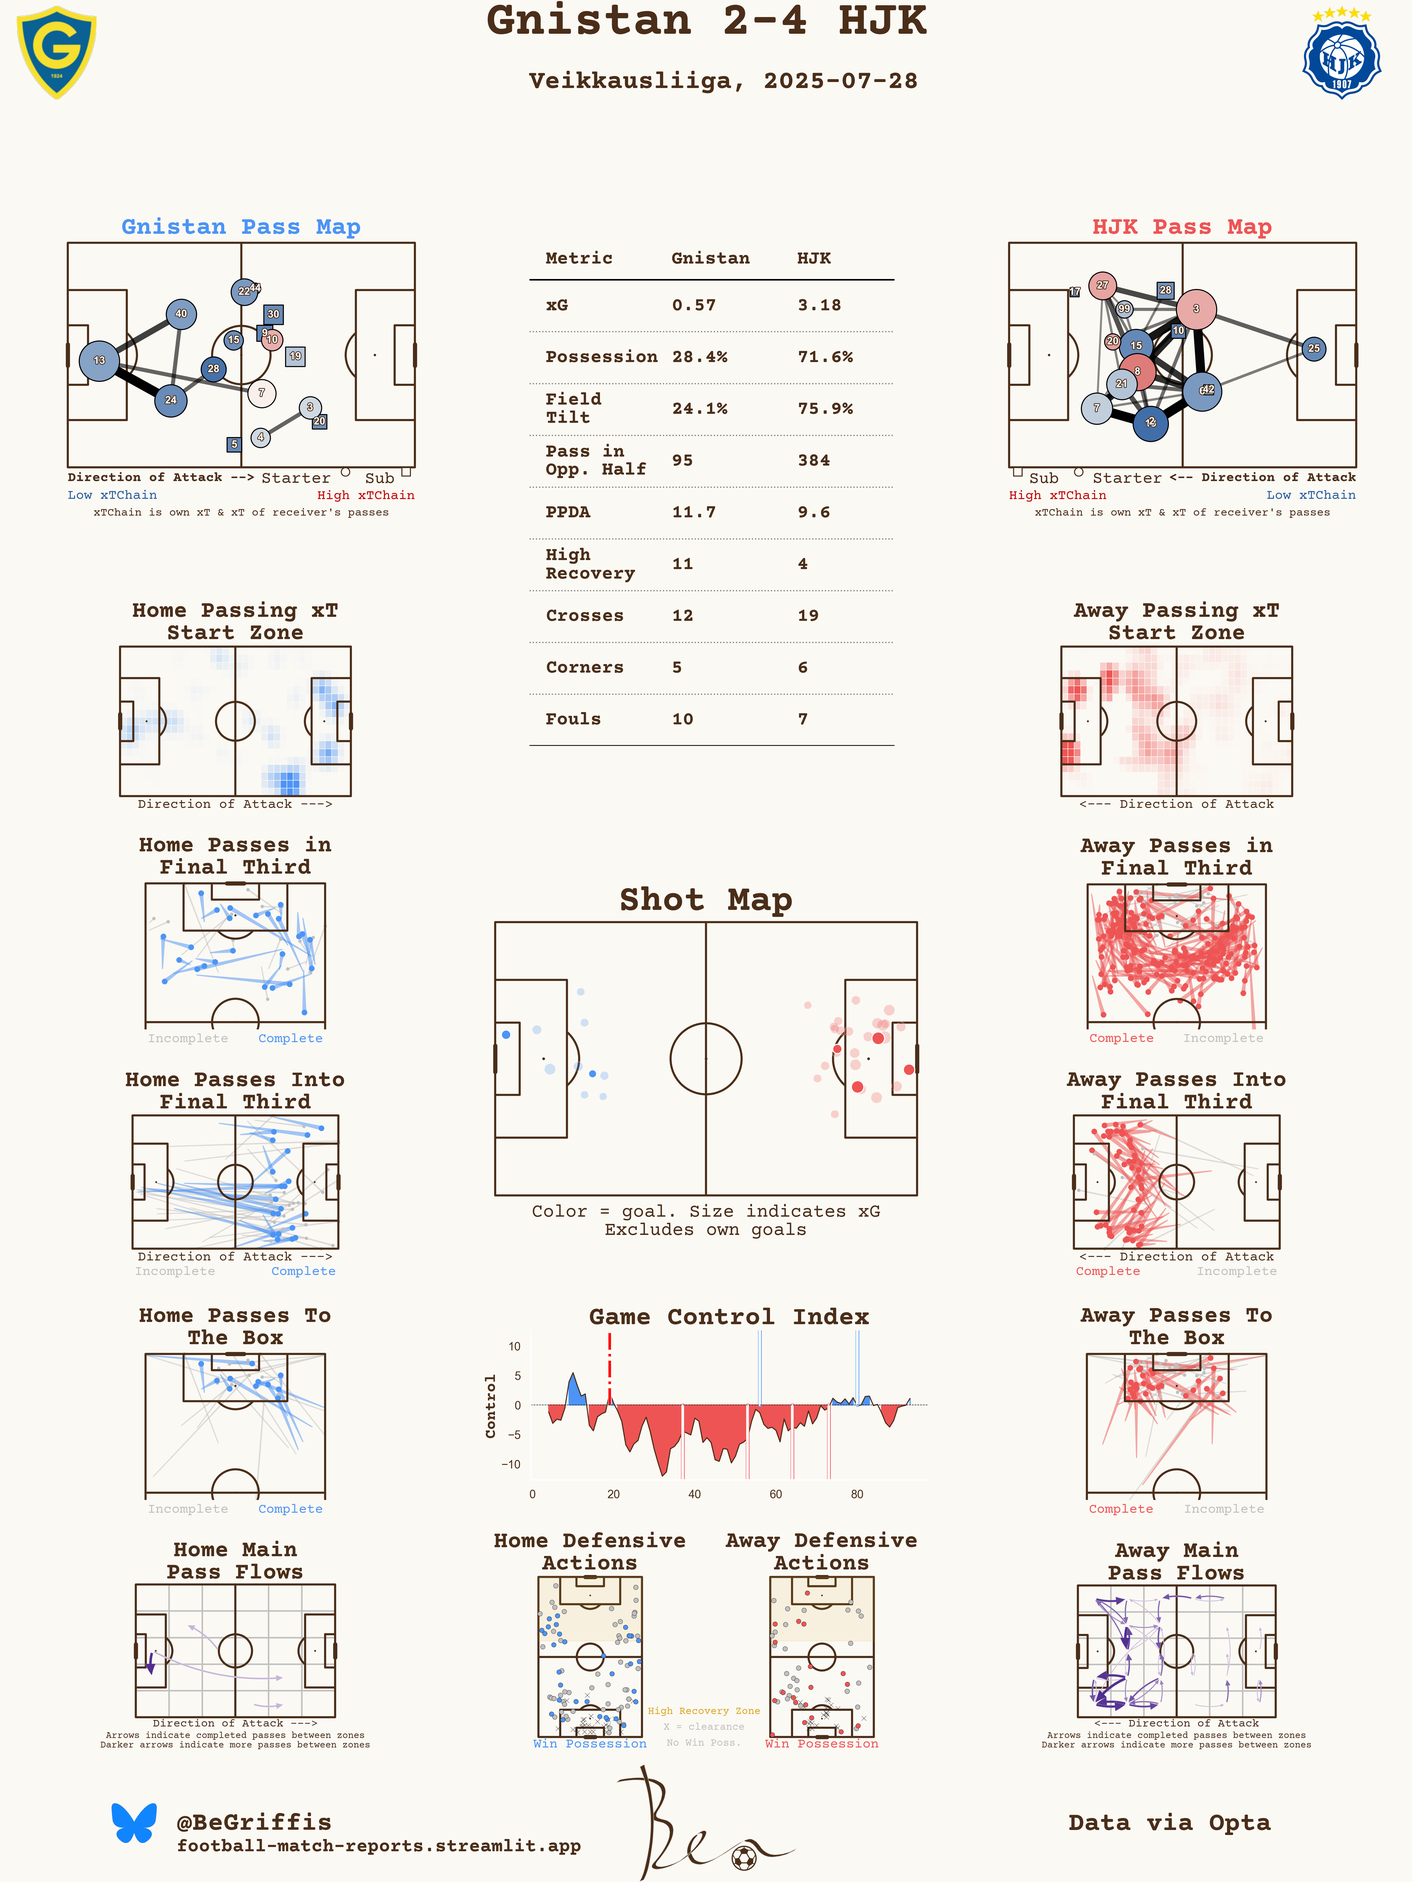 Gnistan 2-4 HJK
Veikkausliiga, 2025-07-28
G
1924
HJK
1907
Gnistan Pass Map
22
44
40
30
9
10
15
13
19
28
24
7
3
20
4
5
Direction of Attack --> Starter Sub
Low xTChain High xTChain
xTChain is own xT & xT of receiver's passes
Metric Gnistan HJK
xG 0.57 3.18
Possession 28.4% 71.6%
Field
Tilt 24.1% 75.9%
Pass in
Opp. Half 95 384
PPDA 11.7 9.6
High
Recovery 11 4
Crosses 12 19
Corners 5 6
Fouls 10 7
HJK Pass Map
27
17
28
99
3
10
20
15
25
8
21
42
7
Sub Starter <-- Direction of Attack
High xTChain Low xTChain
xTChain is own xT & xT of receiver's passes
Home Passing xT
Start Zone
Direction of Attack --->
Away Passing xT
Start Zone
<--- Direction of Attack
Home Passes in
Final Third
Incomplete Complete
Away Passes in
Final Third
Complete Incomplete
Shot Map
Color = goal. Size indicates xG
Excludes own goals
Home Passes Into
Final Third
Direction of Attack --->
Incomplete Complete
Away Passes Into
Final Third
<--- Direction of Attack
Complete Incomplete
Home Passes To
The Box
Incomplete Complete
Game Control Index
Control
10
5
0
−5
−10
0 20 40 60 80
Away Passes To
The Box
Complete Incomplete
Home Main
Pass Flows
Direction of Attack --->
Arrows indicate completed passes between zones
Darker arrows indicate more passes between zones
Home Defensive
Actions
Win Possession
High Recovery Zone
X = clearance
No Win Poss.
Away Defensive
Actions
Win Possession
Away Main
Pass Flows
<--- Direction of Attack
Arrows indicate completed passes between zones
Darker arrows indicate more passes between zones
@BeGriffis
football-match-reports.streamlit.app
Ben
Data via Opta